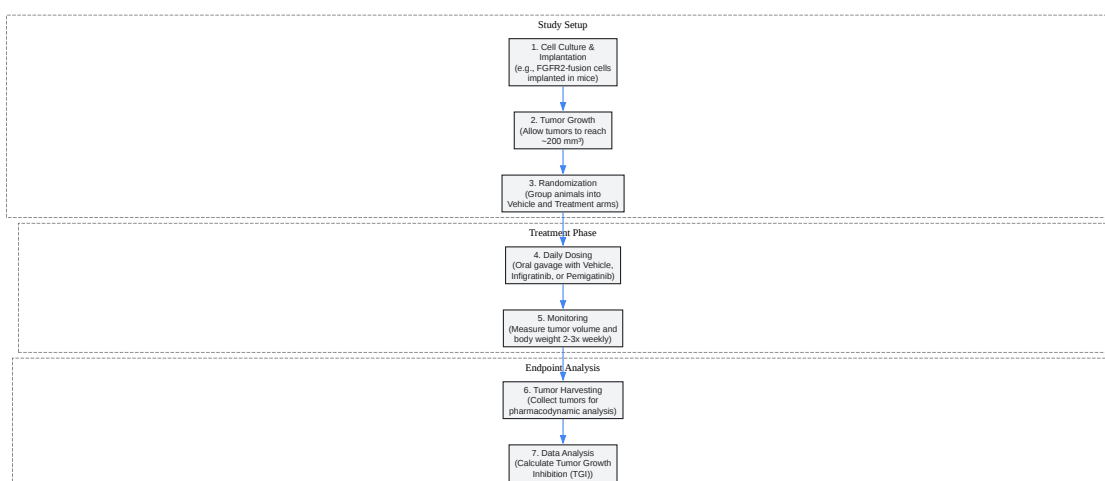 Study Setup
1. Cell Culture &
Implantation
(e.g., FGFR2-fusion cells
implanted in mice)
2. Tumor Growth
(Allow tumors to reach
~200 mm³)
3. Randomization
(Group animals into
Vehicle and Treatment arms)
Treatment Phase
4. Daily Dosing
(Oral gavage with Vehicle,
Infigratinib, or Pemigatinib)
5. Monitoring
(Measure tumor volume and
body weight 2-3x weekly)
Endpoint Analysis
6. Tumor Harvesting
(Collect tumors for
pharmacodynamic analysis)
7. Data Analysis
(Calculate Tumor Growth
Inhibition (TGI))